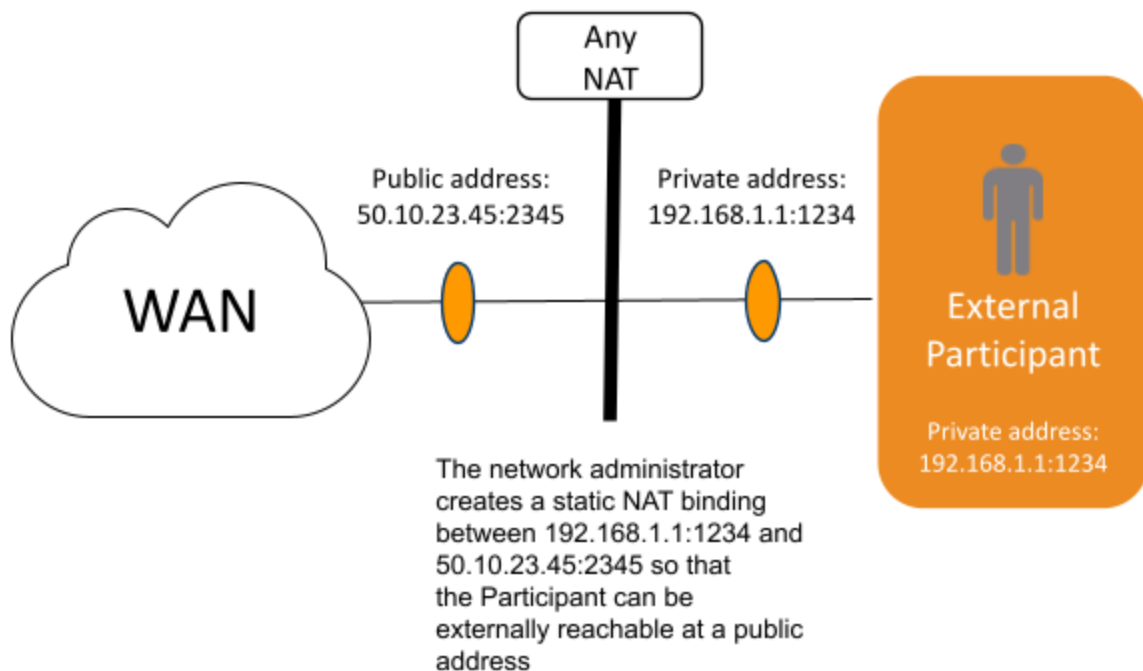 Any
NAT
Public address:
50.10.23.45:2345
Private address:
192.168.1.1:1234
WAN
External
Participant
Private address:
192.168.1.1:1234
The network administrator
creates a static NAT binding
between 192.168.1.1:1234 and
50.10.23.45:2345 so that
the Participant can be
externally reachable at a public
address